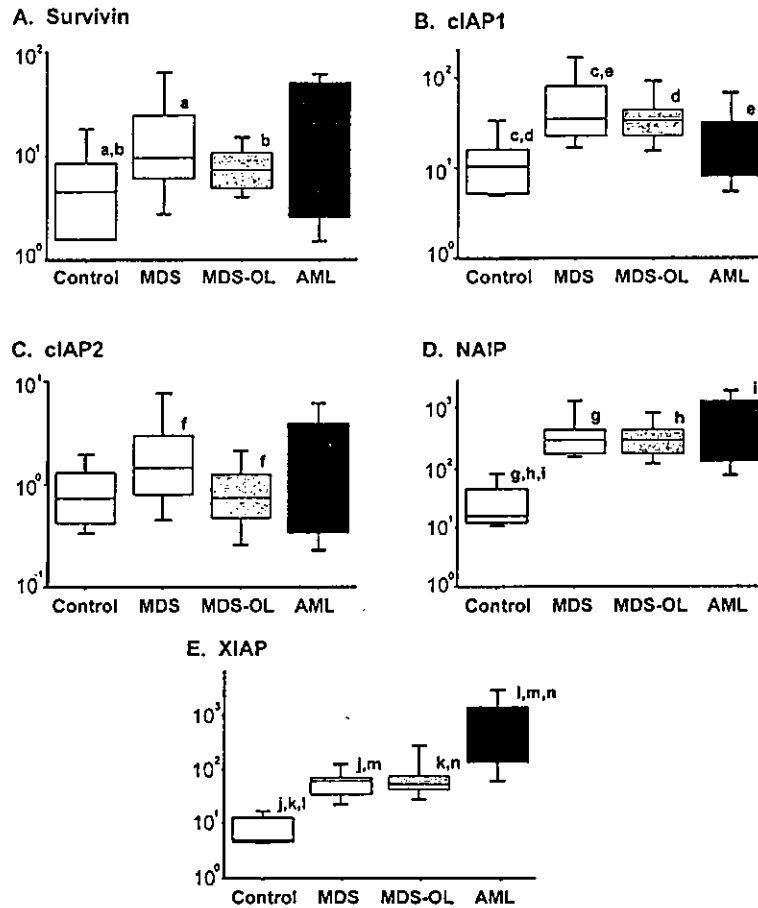 A. Survivin
10²
10¹
10⁰
a,b
a
b
Control MDS MDS-OL AML
B. cIAP1
10²
10¹
10⁰
c,d
c,e
d
e
Control MDS MDS-OL AML
C. cIAP2
10¹
10⁰
10⁻¹
f
f
Control MDS MDS-OL AML
D. NAIP
10³
10²
10¹
10⁰
g,h,i
g
h
i
Control MDS MDS-OL AML
E. XIAP
10³
10²
10¹
10⁰
j,k,l
j,m
k,n
l,m,n
Control MDS MDS-OL AML